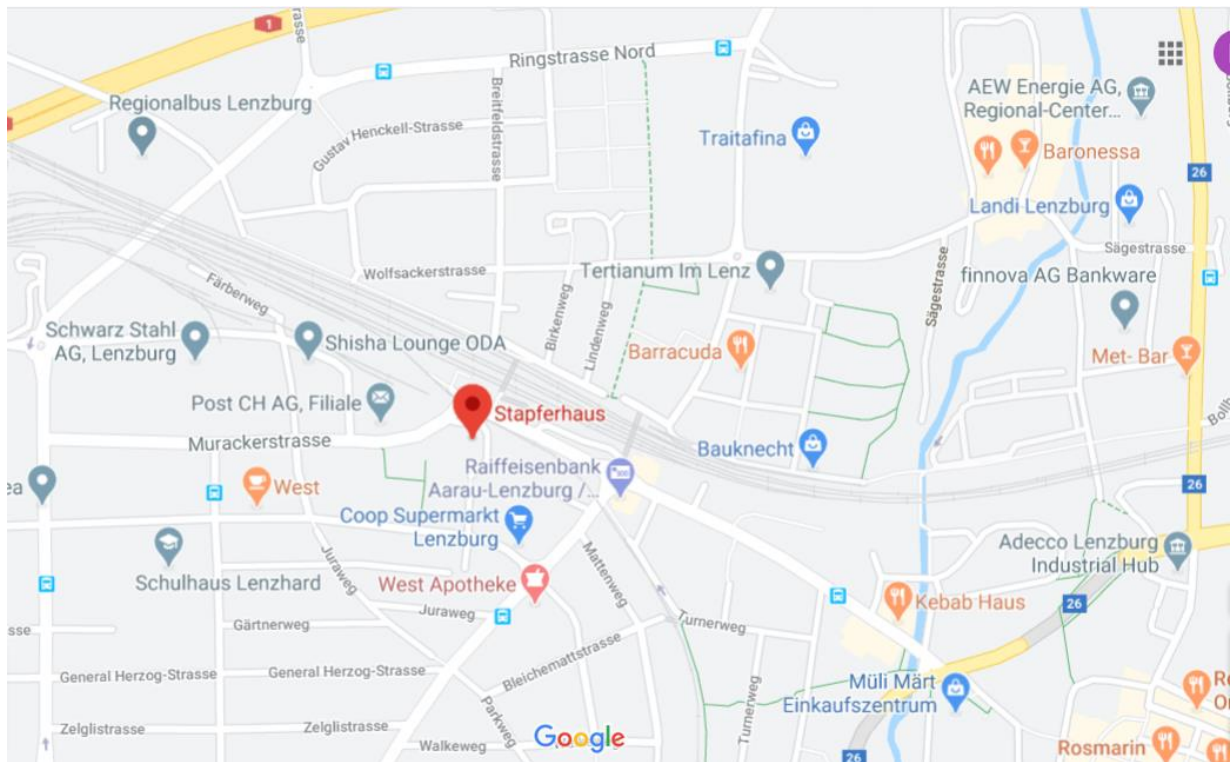 1
Ringstrasse Nord
Regionalbus Lenzburg
Gustav Henckell-Strasse
Breitfeldstrasse
Traitafina
AEW Energie AG,
Regional-Center...
Baronessa
26
Landi Lenzburg
Sägestrasse
Sägestrasse
Wolfsackerstrasse
Tertianum Im Lenz
finnova AG Bankware
Färberweg
Birkenweg
Lindenweg
Schwarz Stahl
AG, Lenzburg
Shisha Lounge ODA
Barracuda
Met- Bar
Post CH AG, Filiale
Stapferhaus
Murackerstrasse
Bauknecht
Raiffeisenbank
Aarau-Lenzburg /...
West
26
Coop Supermarkt
Lenzburg
Schulhaus Lenzhard
Juraweg
West Apotheke
Mattenweg
Adecco Lenzburg
Industrial Hub
Kebab Haus
26
Juraweg
Gärtnerweg
Turnerweg
Bleichemattstrasse
General Herzog-Strasse
General Herzog-Strasse
Parkweg
Turnerweg
Müli Märt
Einkaufszentrum
Zelglistrasse
Zelglistrasse
Walkeweg
Google
26
Rosmarin